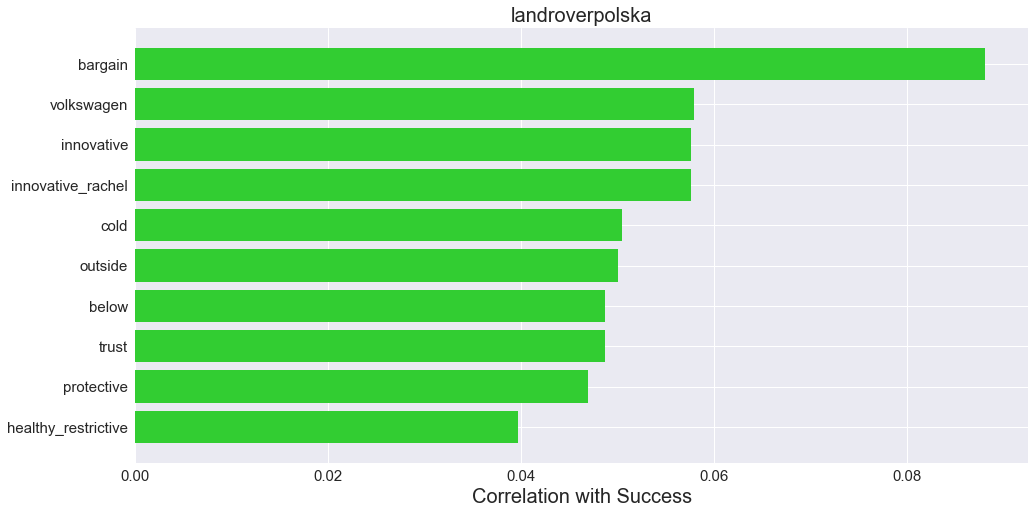 landroverpolska
bargain
volkswagen
innovative
innovative_rachel
cold
outside
below
trust
protective
healthy_restrictive
0.00 0.02 0.04 0.06 0.08
Correlation with Success